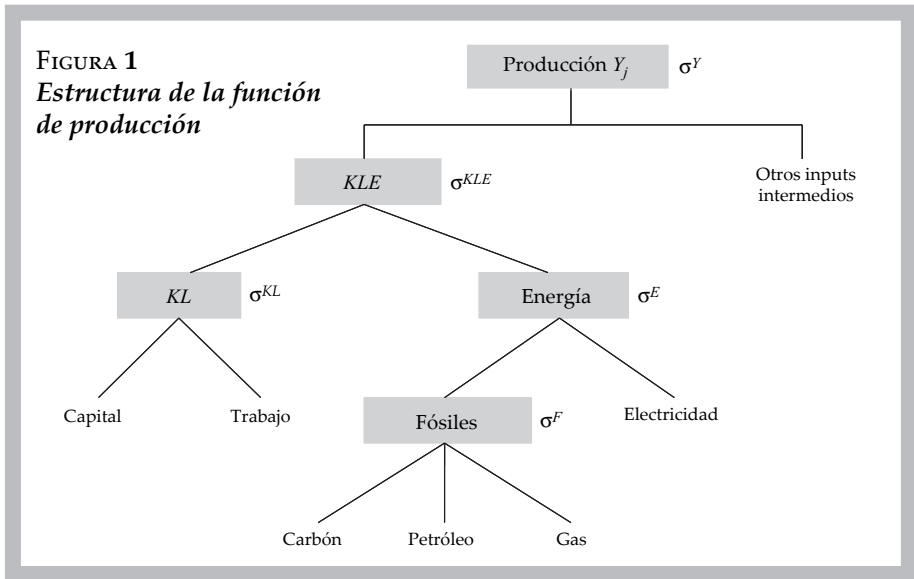 FIGURA 1
Estructura de la función
de producción
Producción Yj
σY
KLE
σKLE
Otros inputs
intermedios
KL
σKL
Energía
σE
Capital
Trabajo
Fósiles
σF
Electricidad
Carbón
Petróleo
Gas